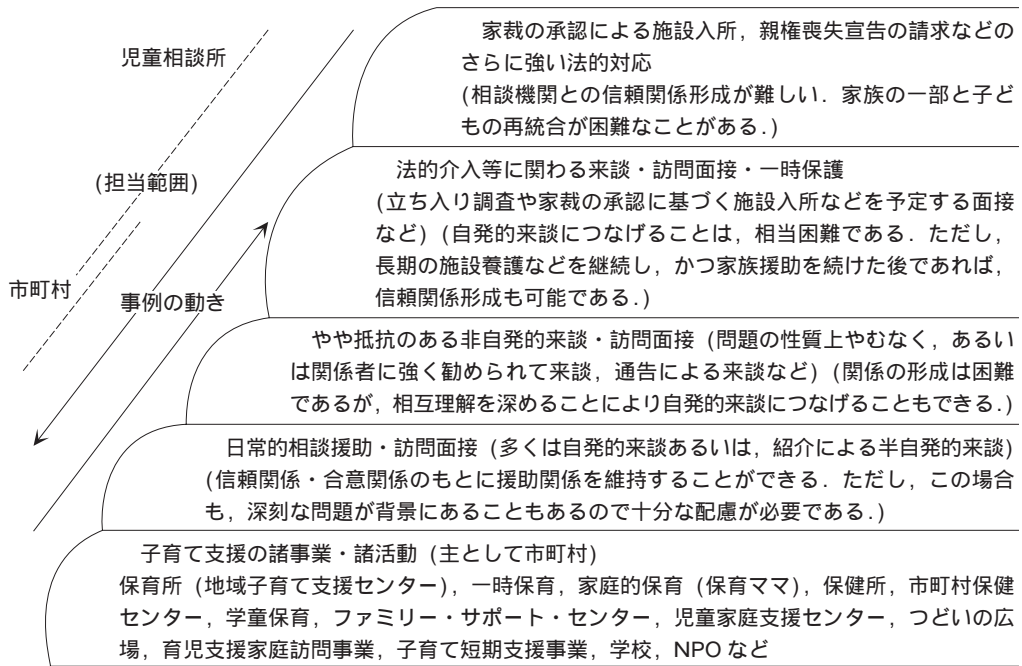 児童相談所
(担当範囲)
市町村
事例の動き
家裁の承認による施設入所，親権喪失宣告の請求などの
さらに強い法的対応
(相談機関との信頼関係形成が難しい．家族の一部と子ど
もの再統合が困難なことがある.)
法的介入等に関わる来談・訪問面接・一時保護
(立ち入り調査や家裁の承認に基づく施設入所などを予定する面接
など) (自発的来談につなげることは，相当困難である．ただし，
長期の施設養護などを継続し，かつ家族援助を続けた後であれば，
信頼関係形成も可能である.)
やや抵抗のある非自発的来談・訪問面接 (問題の性質上やむなく，あるい
は関係者に強く勧められて来談，通告による来談など) (関係の形成は困難
であるが，相互理解を深めることにより自発的来談につなげることもできる.)
日常的相談援助・訪問面接 (多くは自発的来談あるいは，紹介による半自発的来談)
(信頼関係・合意関係のもとに援助関係を維持することができる．ただし，この場合
も，深刻な問題が背景にあることもあるので十分な配慮が必要である.)
子育て支援の諸事業・諸活動 (主として市町村)
保育所 (地域子育て支援センター)，一時保育，家庭的保育 (保育ママ)，保健所，市町村保健
センター，学童保育，ファミリー・サポート・センター，児童家庭支援センター，つどいの広
場，育児支援家庭訪問事業，子育て短期支援事業，学校，NPO など